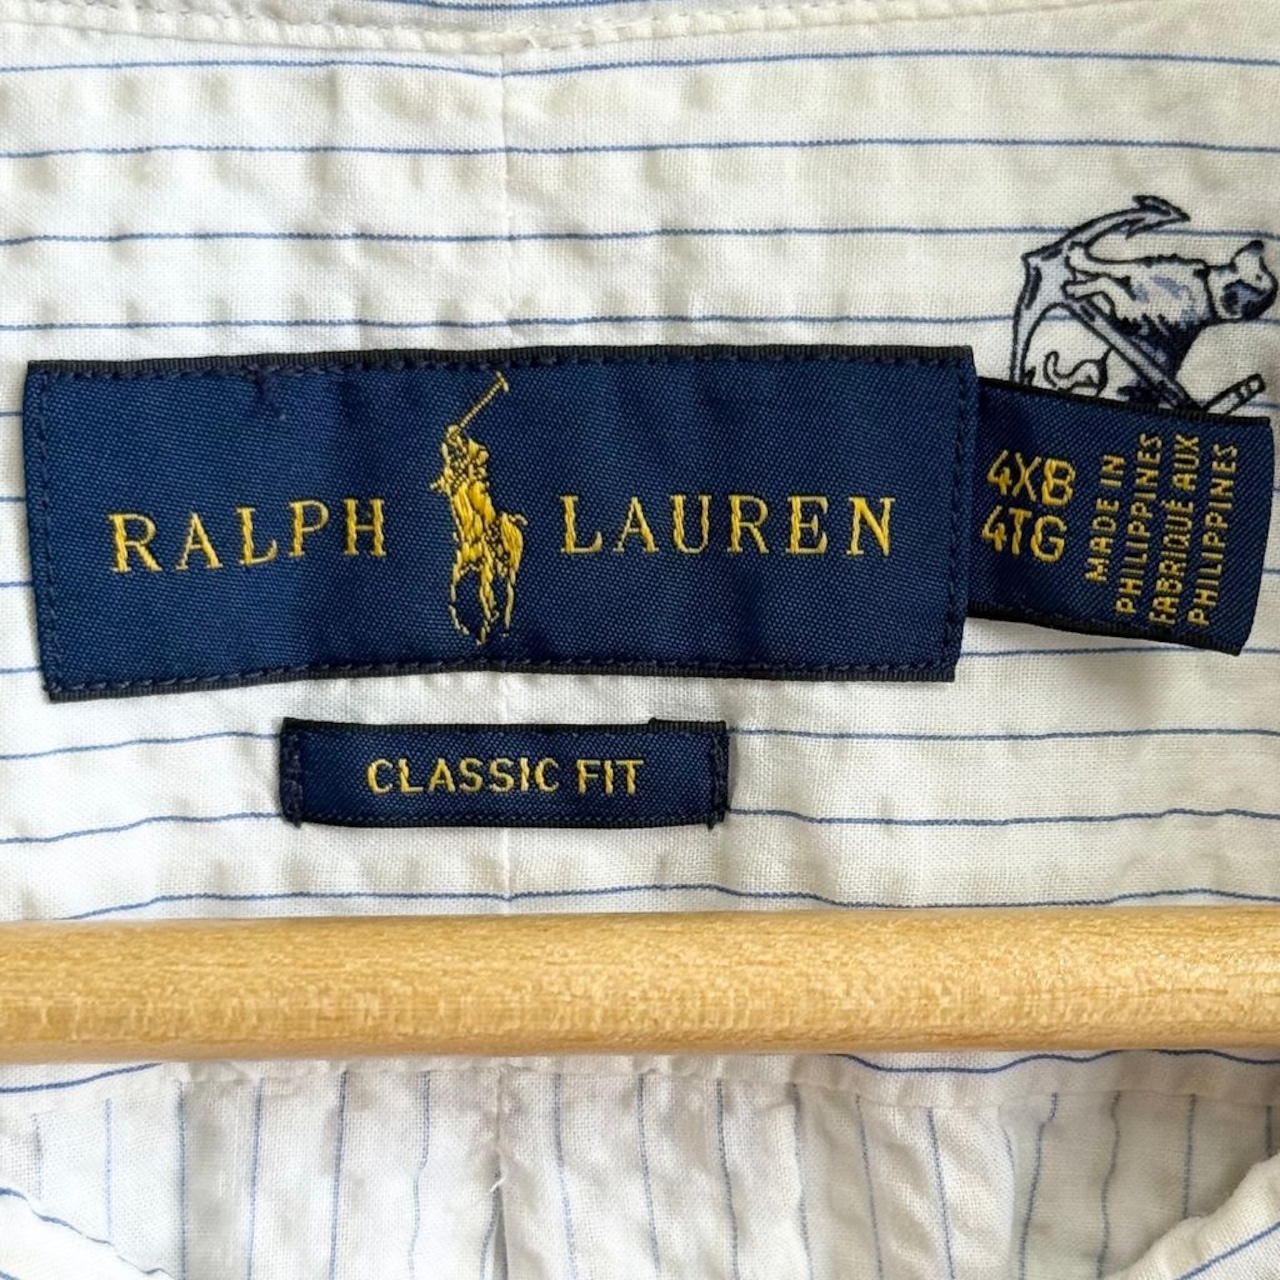 RALPH LAUREN
4XB
4TG
MADE IN
PHILIPPINES
FABRIQUÉ AUX
PHILIPPINES
CLASSIC FIT